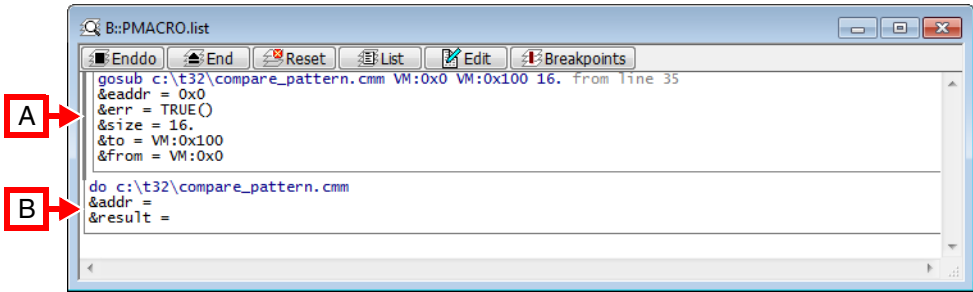 B::PMACRO.list
Enddo End Reset List Edit Breakpoints
gosub c:\t32\compare_pattern.cmm VM:0x0 VM:0x100 16. from line 35
&eaddr = 0x0
&err = TRUE()
A
&size = 16.
&to = VM:0x100
&from = VM:0x0
do c:\t32\compare_pattern.cmm
B
&addr =
&result =